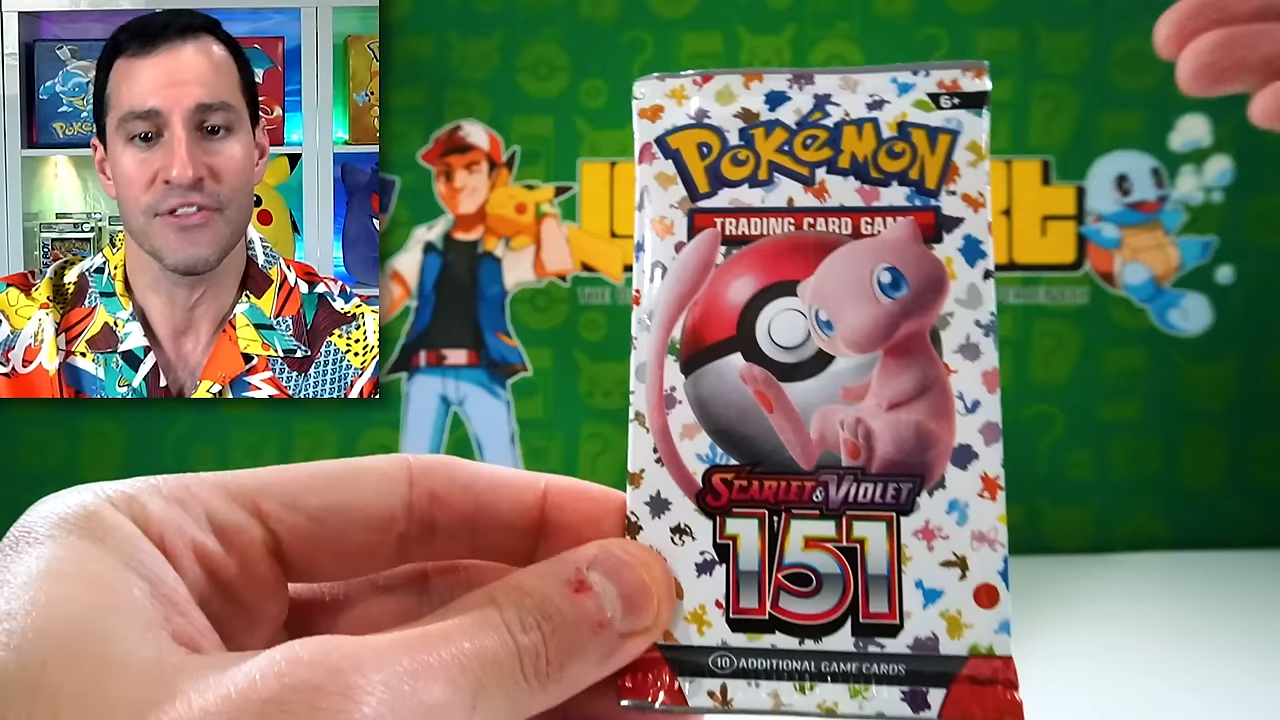 6+
POKéMON
TRADING CARD GAME
SCARLET & VIOLET
151
10 ADDITIONAL GAME CARDS